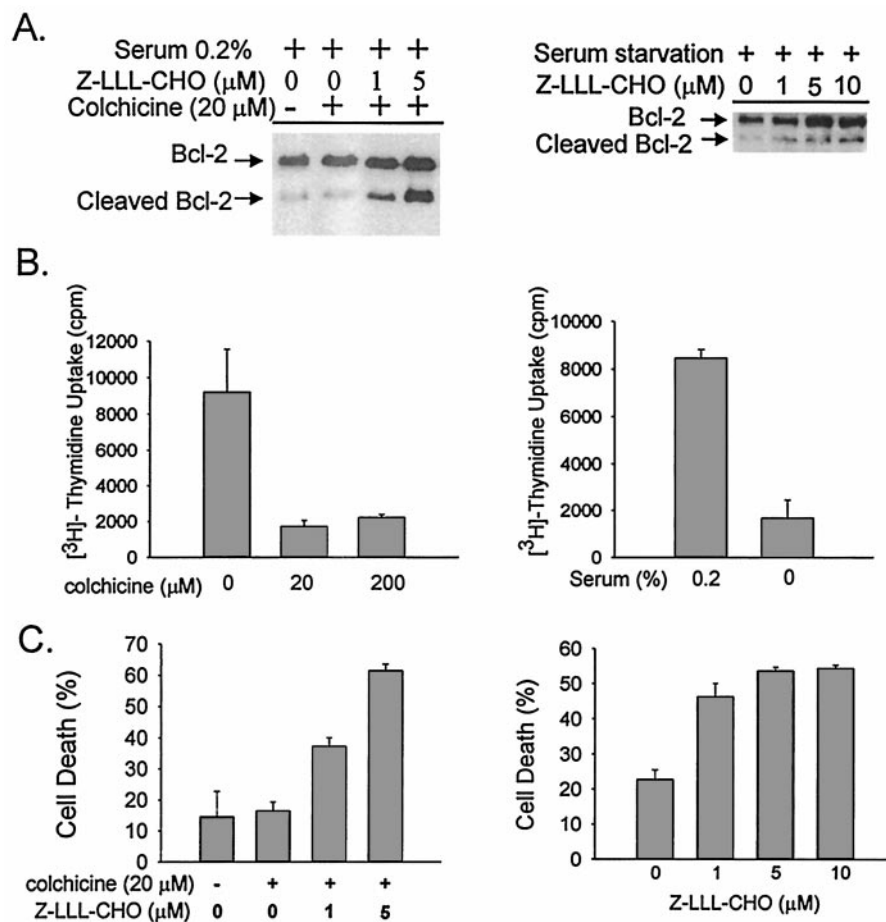 A.
Serum 0.2% + + + +
Z-LLL-CHO (μM) 0 0 1 5
Colchicine (20 μM) - + + +
Bcl-2
Cleaved Bcl-2
Serum starvation + + + +
Z-LLL-CHO (μM) 0 1 5 10
Bcl-2
Cleaved Bcl-2
B.
[³H]- Thymidine Uptake (cpm)
12000
10000
8000
6000
4000
2000
0
colchicine (μM) 0 20 200
[³H]-Thymidine Uptake (cpm)
10000
8000
6000
4000
2000
0
Serum (%) 0.2 0
C.
Cell Death (%)
70
60
50
40
30
20
10
0
colchicine (20 μM) - + + +
Z-LLL-CHO (μM) 0 0 1 5
Cell Death (%)
60
50
40
30
20
10
0
0 1 5 10
Z-LLL-CHO (μM)